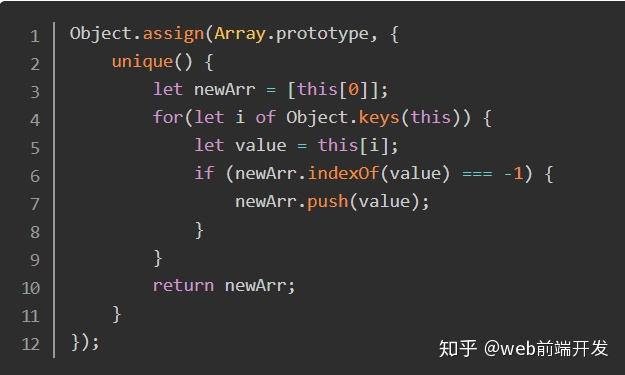 1 Object.assign(Array.prototype, {
2     unique() {
3         let newArr = [this[0]];
4         for(let i of Object.keys(this)) {
5             let value = this[i];
6             if (newArr.indexOf(value) === -1) {
7                 newArr.push(value);
8             }
9         }
10         return newArr;
11     }
12 });
知乎 @web前端开发